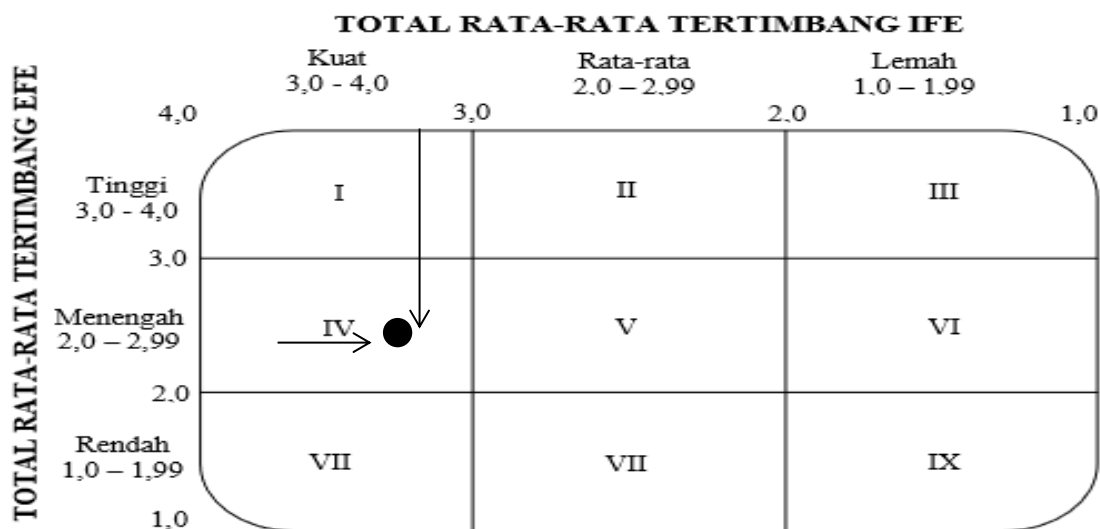 TOTAL RATA-RATA TERTIMBANG IFE
Kuat
3,0 - 4,0
Rata-rata
2,0 – 2,99
Lemah
1,0 – 1,99
4,0
3,0
2,0
1,0
TOTAL RATA-RATA TERTIMBANG EFE
Tinggi
3,0 - 4,0
I
II
III
3,0
Menengah
2,0 – 2,99
IV
V
VI
2,0
Rendah
1,0 – 1,99
VII
VII
IX
1,0